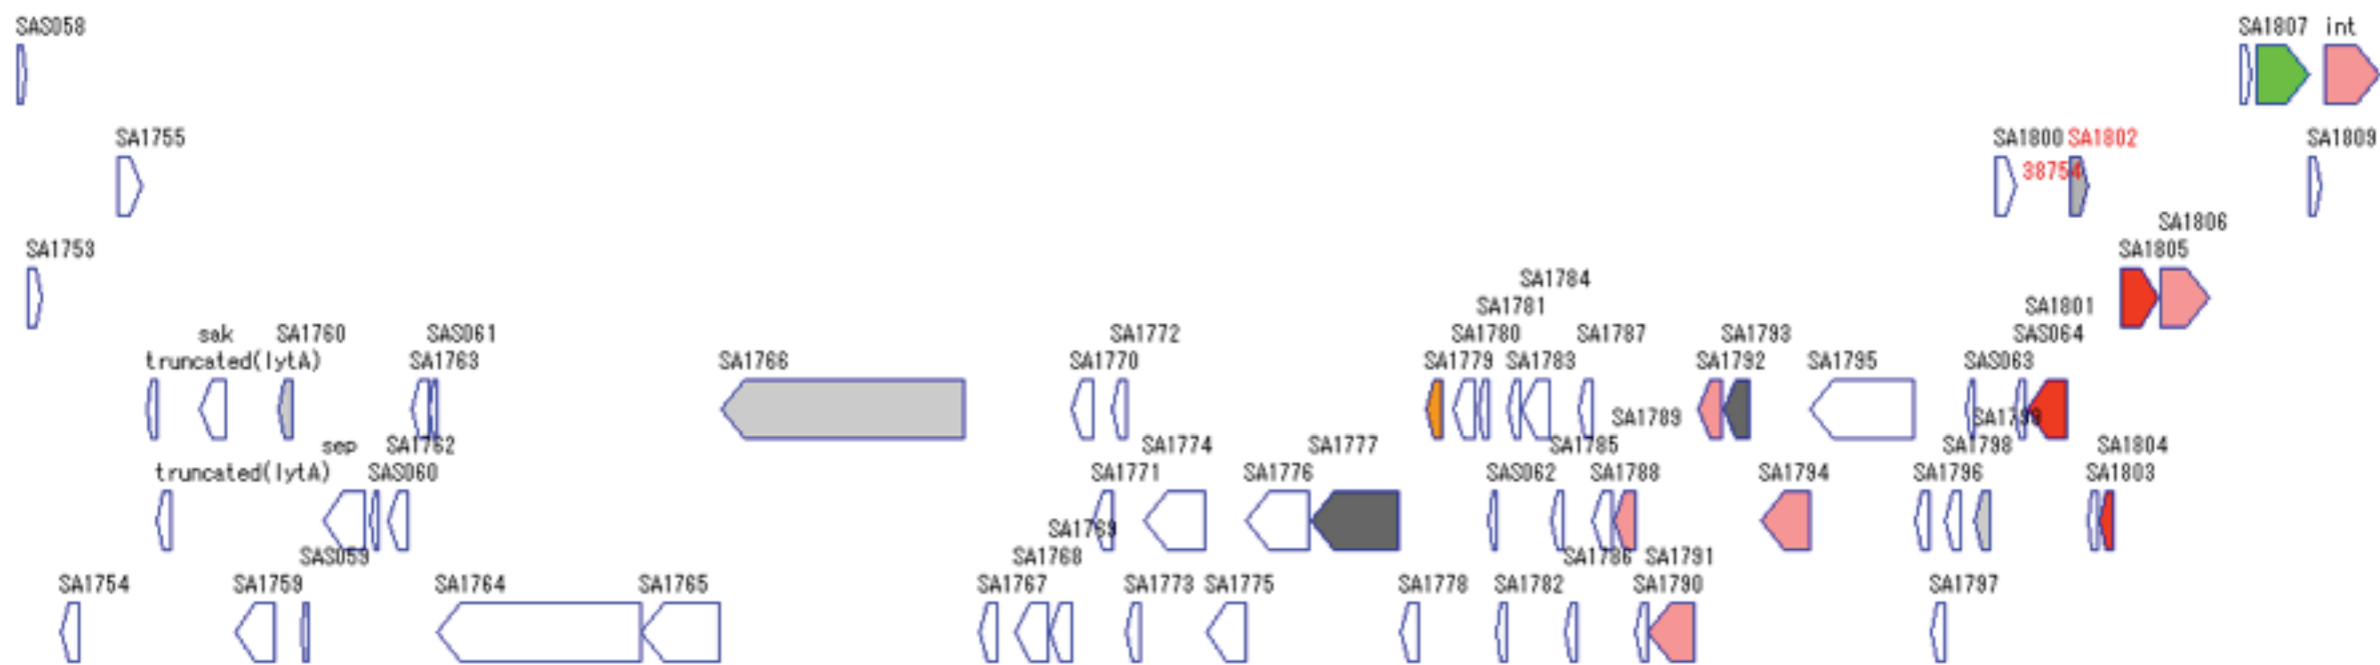 SAS058 SA1807 int
SA1755 SA1800 SA1802 SA1809
38754
SA1806
SA1753 SA1805
SA1784
SA1781 SA1801
sak SA1760 SAS061 SA1772 SA1780 SA1787 SA1793 SAS064
truncated(lytA) SA1763 SA1766 SA1770 SA1779 SA1783 SA1792 SA1795 SAS063
SA1789 SA1799
sep SA1762 SA1774 SA1777 SA1785 SA1798 SA1804
truncated(lytA) SAS060 SA1771 SA1776 SAS062 SA1788 SA1794 SA1796 SA1803
SA1769
SAS059 SA1768 SA1786 SA1791
SA1754 SA1759 SA1764 SA1765 SA1767 SA1773 SA1775 SA1778 SA1782 SA1790 SA1797